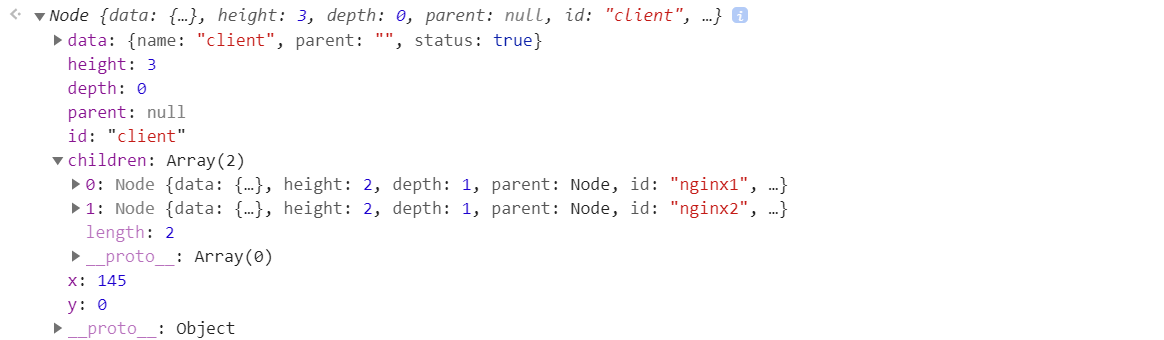 Node {data: {…}, height: 3, depth: 0, parent: null, id: "client", …} i
data: {name: "client", parent: "", status: true}
height: 3
depth: 0
parent: null
id: "client"
children: Array(2)
0: Node {data: {…}, height: 2, depth: 1, parent: Node, id: "nginx1", …}
1: Node {data: {…}, height: 2, depth: 1, parent: Node, id: "nginx2", …}
length: 2
__proto__: Array(0)
x: 145
y: 0
__proto__: Object